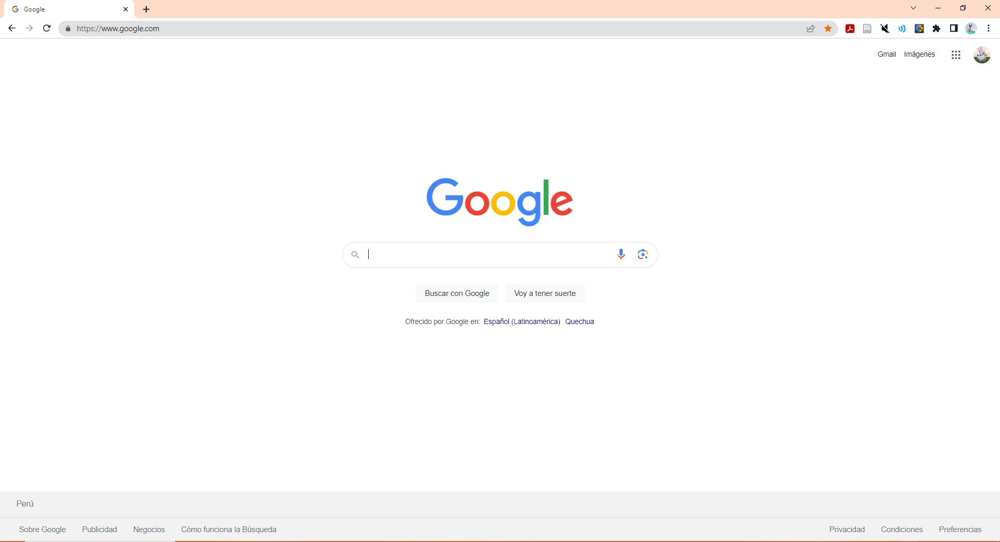 Google
https://www.google.com
Gmail Imágenes
Google
Buscar con Google Voy a tener suerte
Ofrecido por Google en: Español (Latinoamérica) Quechua
Perú
Sobre Google Publicidad Negocios Cómo funciona la Búsqueda Privacidad Condiciones Preferencias